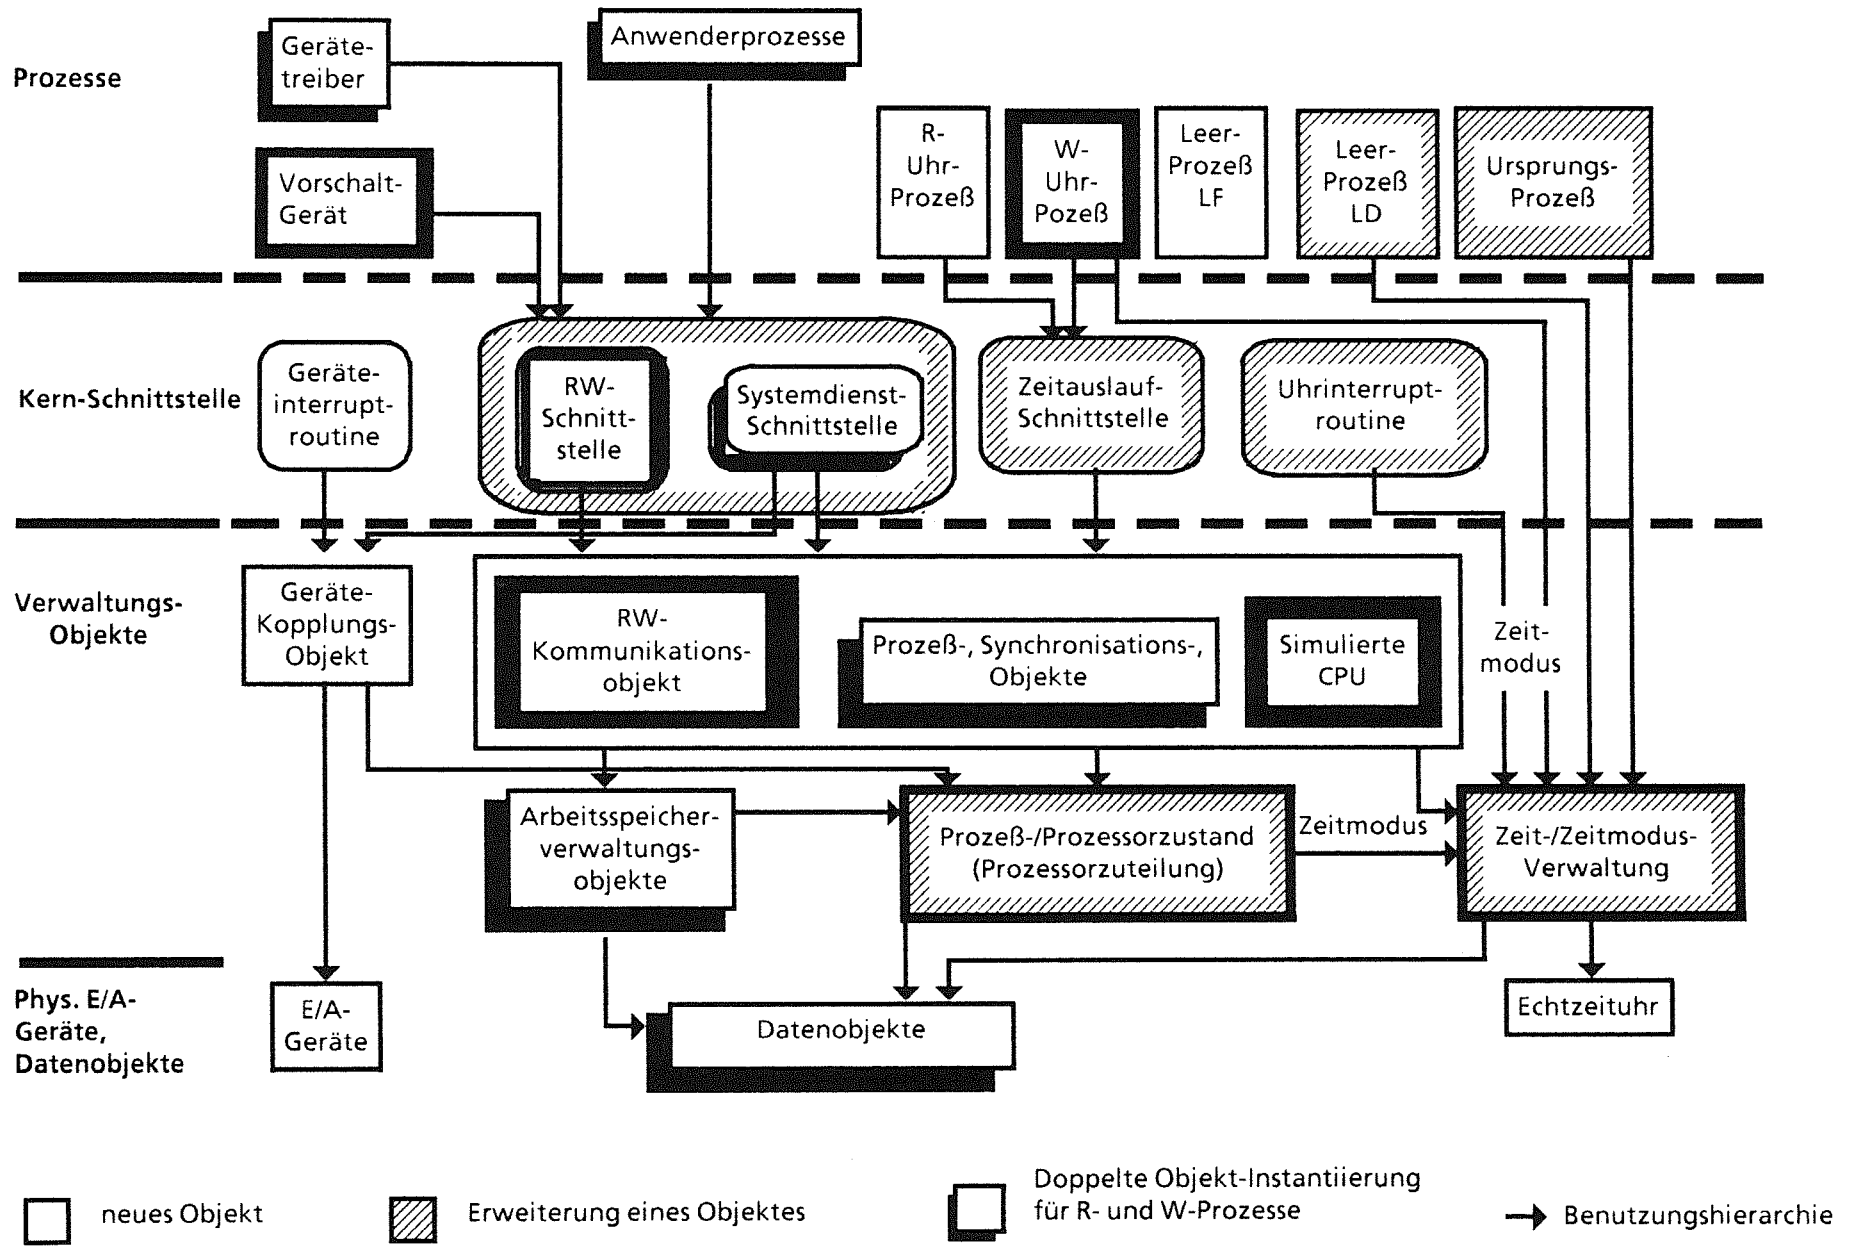 Prozesse
Geräte-
treiber
Anwenderprozesse
Vorschalt-
Gerät
R-
Uhr-
Prozeß
W-
Uhr-
Pozeß
Leer-
Prozeß
LF
Leer-
Prozeß
LD
Ursprungs-
Prozeß
Kern-Schnittstelle
Geräte-
interrupt-
routine
RW-
Schnitt-
stelle
Systemdienst-
Schnittstelle
Zeitauslauf-
Schnittstelle
Uhrinterrupt-
routine
Verwaltungs-
Objekte
Geräte-
Kopplungs-
Objekt
RW-
Kommunikations-
objekt
Prozeß-, Synchronisations-,
Objekte
Simulierte
CPU
Zeit-
modus
Arbeitsspeicher-
verwaltungs-
objekte
Prozeß-/Prozessorzustand
(Prozessorzuteilung)
Zeitmodus
Zeit-/Zeitmodus-
Verwaltung
Phys. E/A-
Geräte,
Datenobjekte
E/A-
Geräte
Datenobjekte
Echtzeituhr
neues Objekt
Erweiterung eines Objektes
Doppelte Objekt-Instantiierung
für R- und W-Prozesse
Benutzungshierarchie